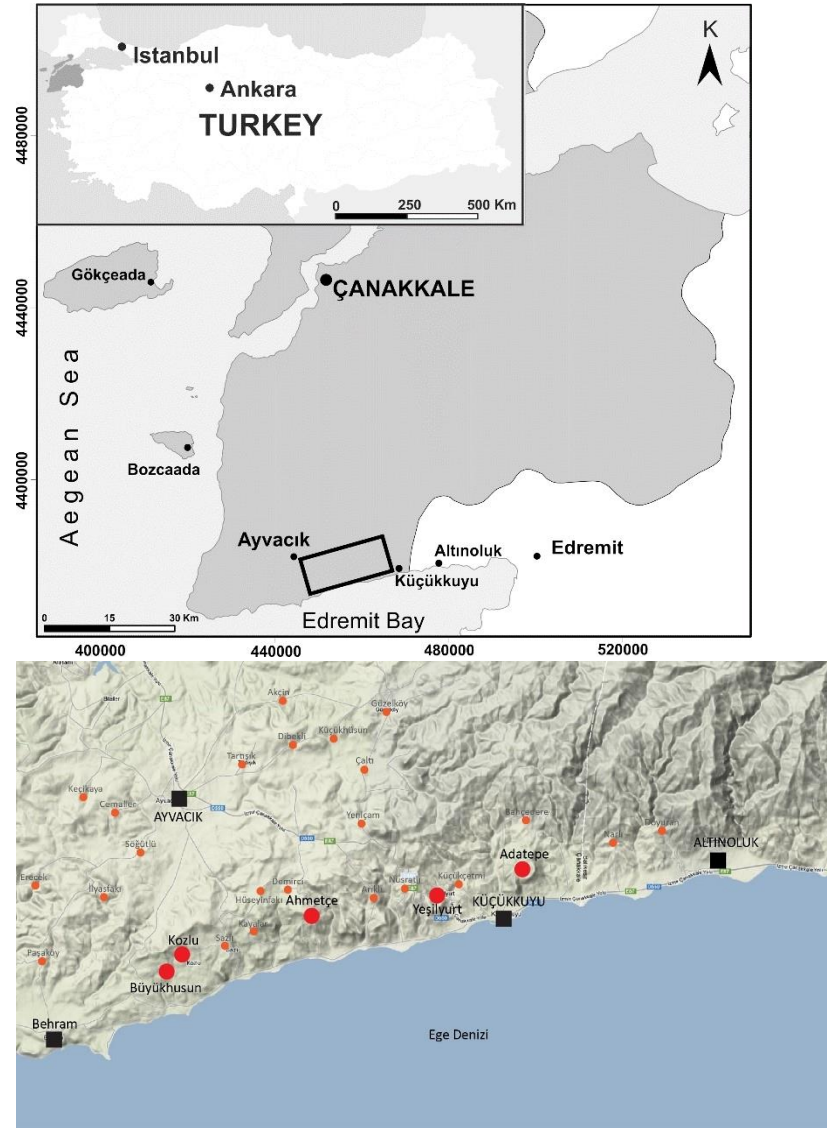 Istanbul
Ankara
TURKEY
0 250 500 Km
K
4480000
4440000
4400000
Gökçeada
ÇANAKKALE
Aegean Sea
Bozcaada
Ayvacık
Altınoluk
Edremit
Küçükkuyu
Edremit Bay
0 15 30 Km
400000 440000 480000 520000
Akcin
Güzelköy
Dibekli
Küçükhusun
Tartışık
Çaltı
Keçikaya
Cemaller
AYVACIK
Yeniçam
Bahçedere
Söğütlü
Narlı
Doyuran
ALTINOLUK
Adatepe
İlyasfakı
Demirci
Hüseyinfakı
Ahmetçe
Arıklı
Nusratlı
Küçükçetmi
Yeşilyurt
KÜÇÜKKUYU
Kozlu
Sazlı
Paşaköy
Büyükhusun
Behram
Ege Denizi